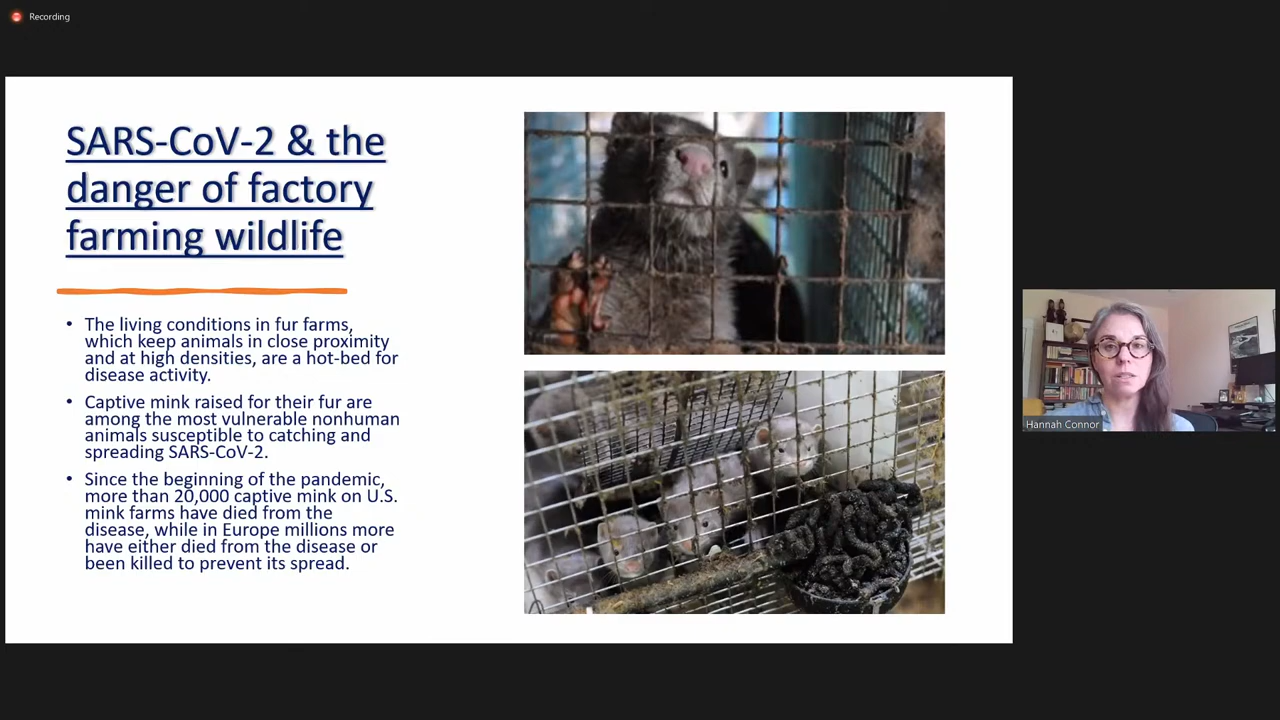 Recording
SARS-CoV-2 & the
danger of factory
farming wildlife
• The living conditions in fur farms,
which keep animals in close proximity
and at high densities, are a hot-bed for
disease activity.
• Captive mink raised for their fur are
among the most vulnerable nonhuman
animals susceptible to catching and
spreading SARS-CoV-2.
• Since the beginning of the pandemic,
more than 20,000 captive mink on U.S.
mink farms have died from the
disease, while in Europe millions more
have either died from the disease or
been killed to prevent its spread.
Hannah Connor